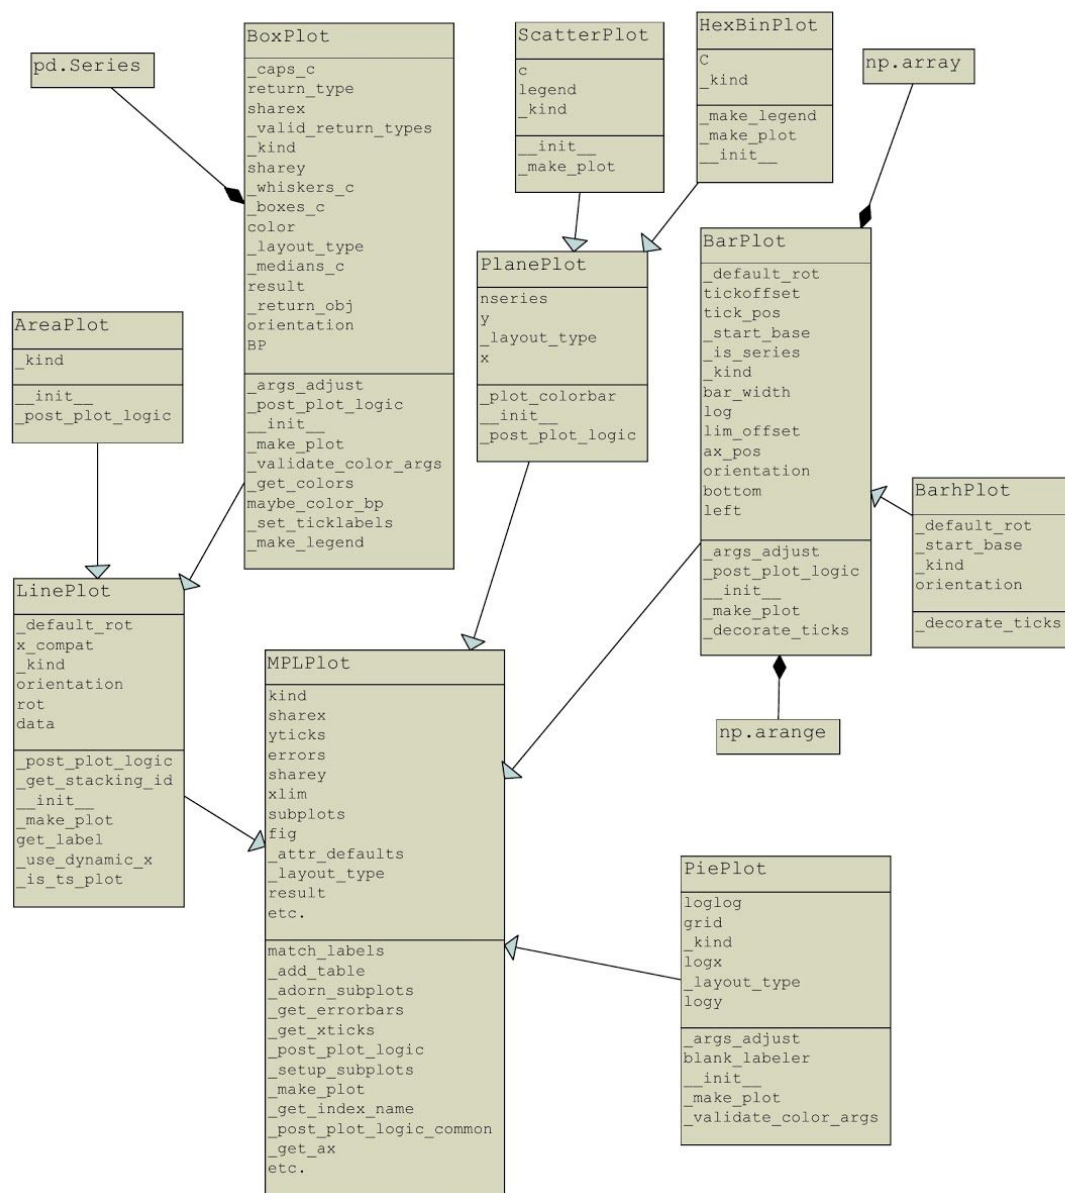 pd.Series
BoxPlot
_caps_c
return_type
sharex
_valid_return_types
_kind
sharey
_whiskers_c
_boxes_c
color
_layout_type
_medians_c
result
_return_obj
orientation
BP
_args_adjust
_post_plot_logic
__init__
_make_plot
_validate_color_args
_get_colors
maybe_color_bp
_set_ticklabels
_make_legend
ScatterPlot
c
legend
_kind
__init__
_make_plot
HexBinPlot
C
_kind
_make_legend
_make_plot
__init__
np.array
PlanePlot
nseries
y
_layout_type
x
_plot_colorbar
__init__
_post_plot_logic
BarPlot
_default_rot
tickoffset
tick_pos
_start_base
_is_series
_kind
bar_width
log
lim_offset
ax_pos
orientation
bottom
left
_args_adjust
_post_plot_logic
__init__
_make_plot
_decorate_ticks
AreaPlot
_kind
__init__
_post_plot_logic
BarhPlot
_default_rot
_start_base
_kind
orientation
_decorate_ticks
LinePlot
_default_rot
x_compat
_kind
orientation
rot
data
_post_plot_logic
_get_stacking_id
__init__
_make_plot
get_label
_use_dynamic_x
_is_ts_plot
MPLPlot
kind
sharex
yticks
errors
sharey
xlim
subplots
fig
_attr_defaults
_layout_type
result
etc.
match_labels
_add_table
_adorn_subplots
_get_errorbars
_get_xticks
_post_plot_logic
_setup_subplots
_make_plot
_get_index_name
_post_plot_logic_common
_get_ax
etc.
np.arange
PiePlot
loglog
grid
_kind
logx
_layout_type
logy
_args_adjust
blank_labeler
__init__
_make_plot
_validate_color_args